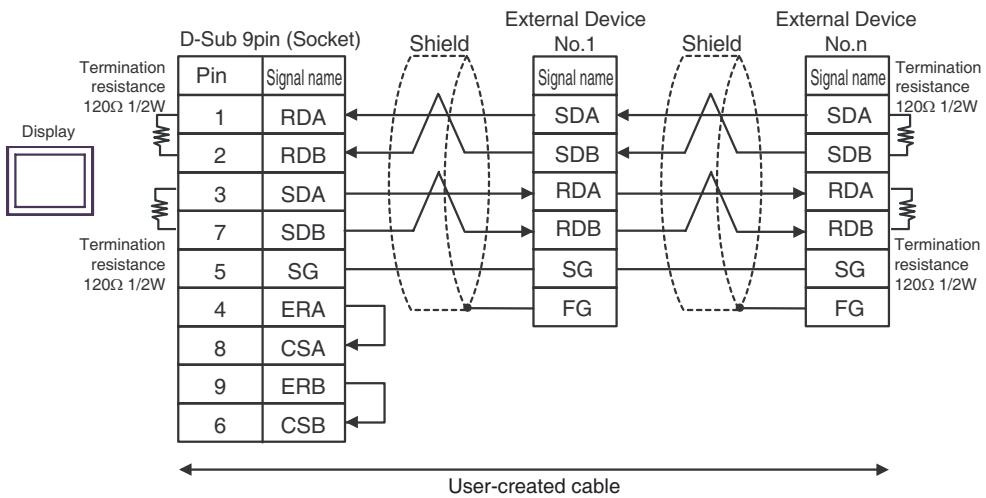 External Device
No.1
External Device
No.n
D-Sub 9pin (Socket)
Shield
Shield
Display
Termination
resistance
120Ω 1/2W
Termination
resistance
120Ω 1/2W
Pin Signal name
1 RDA
2 RDB
3 SDA
7 SDB
5 SG
4 ERA
8 CSA
9 ERB
6 CSB
Signal name
SDA
SDB
RDA
RDB
SG
FG
Signal name
SDA
SDB
RDA
RDB
SG
FG
Termination
resistance
120Ω 1/2W
Termination
resistance
120Ω 1/2W
User-created cable